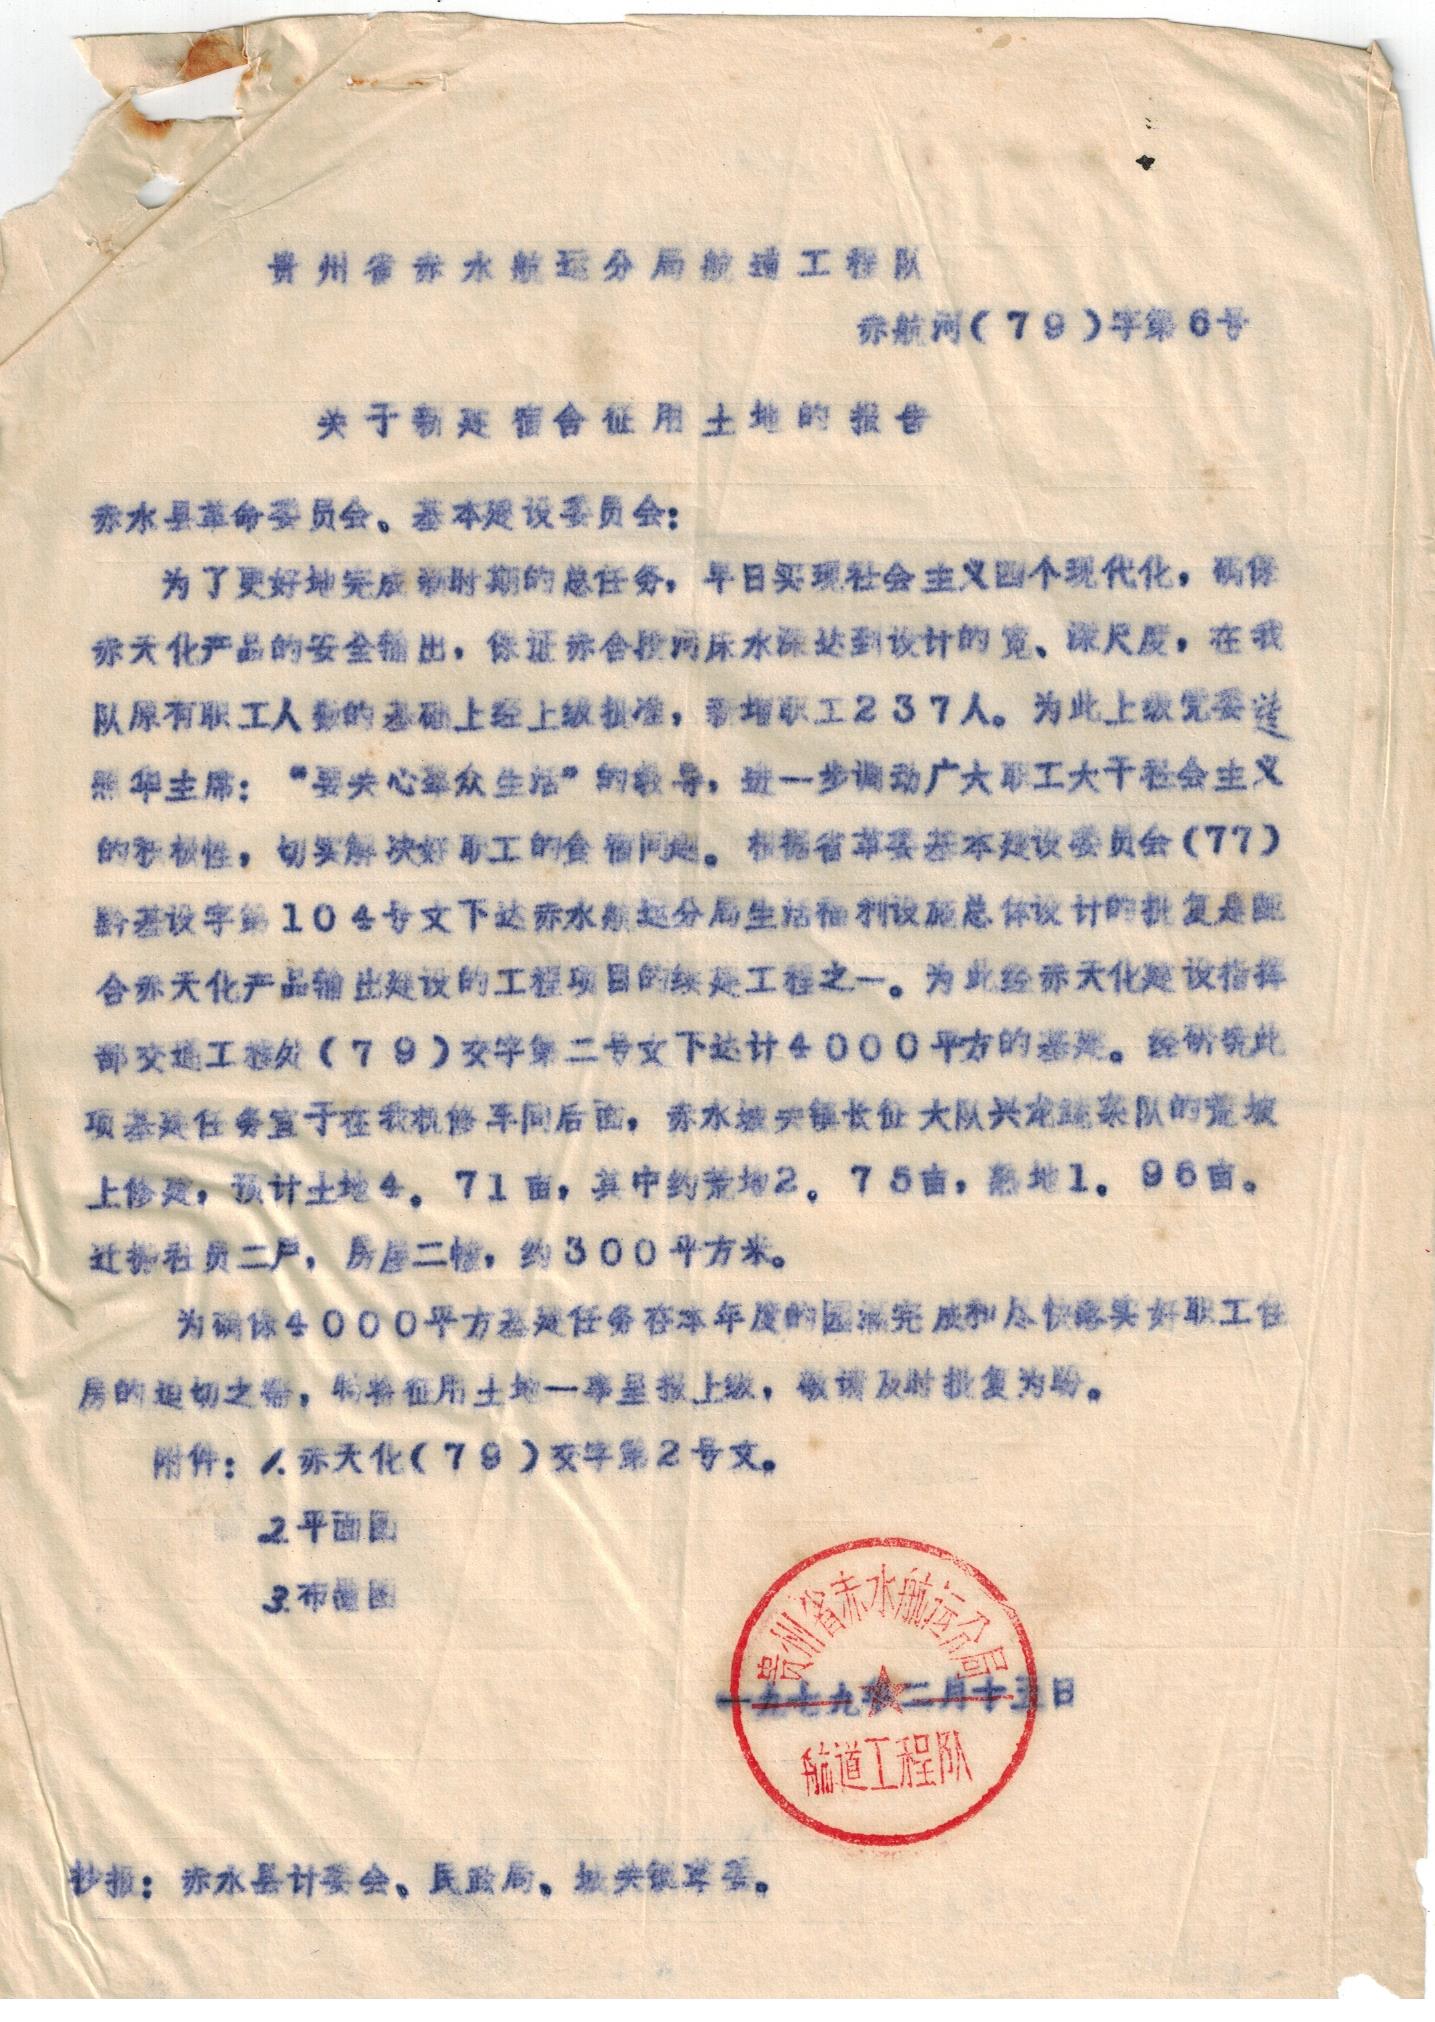 贵州省赤水航运分局航道工程队
赤航河(79)字第6号
关于新建宿舍征用土地的报告
赤水县革命委员会、基本建设委员会:
为了更好地完成新时期的总任务,早日实现社会主义四个现代化,确保
赤天化产品的安全输出,保证赤合段河床水深达到设计的宽、深尺度,在我
队原有职工人数的基础上经上级批准,新增职工237人。为此上级党委遵
照华主席:“要关心群众生活”的教导,进一步调动广大职工大干社会主义
的积极性,切实解决好职工的食宿问题。根据省革委基本建设委员会(77)
黔基设字第104号文下达赤水航运分局生活福利设施总体设计的批复是配
合赤天化产品输出建设的工程项目的续建工程之一。为此经赤天化建设指挥
部交通工程处(79)交字第二号文下达计4000平方的基建。经研究此
项基建任务宜于在我机修车间后面,赤水坡关镇长征大队兴龙蔬菜队的荒坡
上修建,预计土地4.71亩,其中约荒地2.75亩,熟地1.96亩。
迁移社员二户,房屋二幢,约300平方米。
为确保4000平方基建任务在本年度的圆满完成和尽快落实好职工住
房的迫切之需,特将征用土地一事呈报上级,敬请及时批复为盼。
附件:1.赤天化(79)交字第2号文。
2.平面图
3.布置图
贵州省赤水航运分局
航道工程队
一九七九年二月十五日
抄报:赤水县计委会、民政局、坡关镇革委。